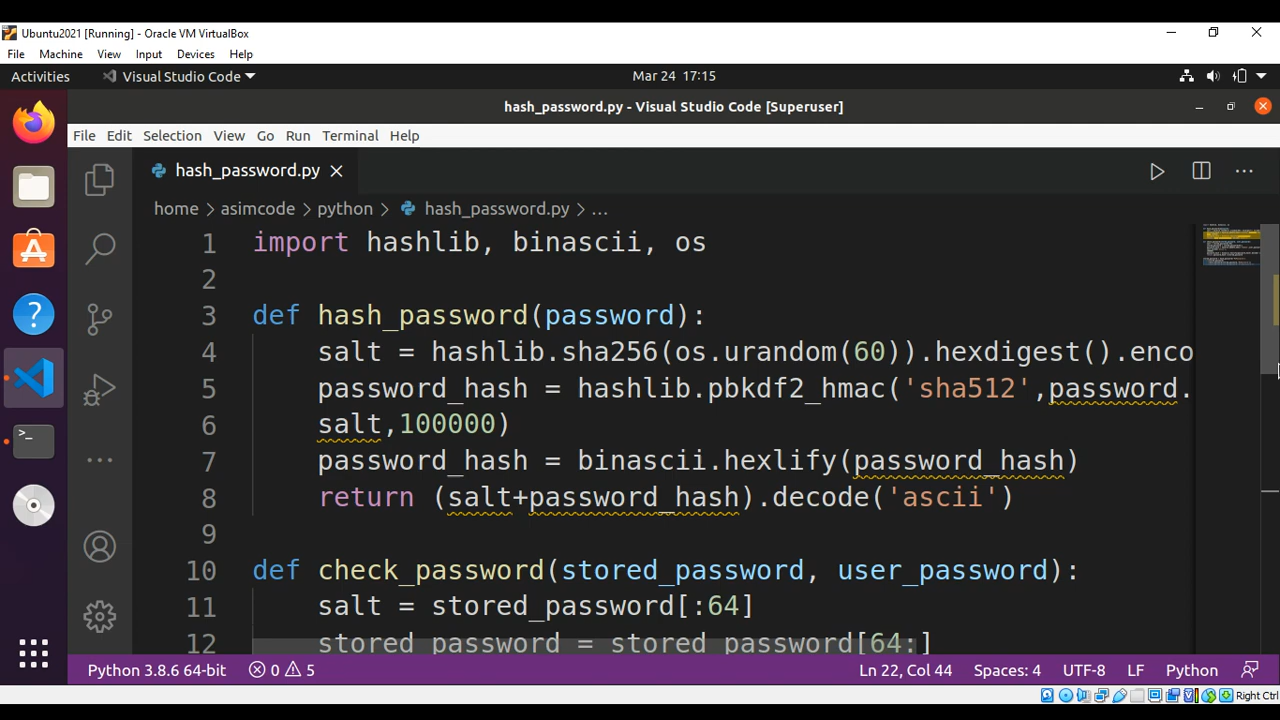 Ubuntu2021 [Running] - Oracle VM VirtualBox
File Machine View Input Devices Help
Activities Visual Studio Code Mar 24 17:15
hash_password.py - Visual Studio Code [Superuser]
File Edit Selection View Go Run Terminal Help
hash_password.py
home > asimcode > python > hash_password.py > ...
1 import hashlib, binascii, os
2
3 def hash_password(password):
4 salt = hashlib.sha256(os.urandom(60)).hexdigest().enco
5 password_hash = hashlib.pbkdf2_hmac('sha512',password.
6 salt,100000)
7 password_hash = binascii.hexlify(password_hash)
8 return (salt+password_hash).decode('ascii')
9
10 def check_password(stored_password, user_password):
11 salt = stored_password[:64]
12 stored_password = stored_password[64:]
Python 3.8.6 64-bit 0 5 Ln 22, Col 44 Spaces: 4 UTF-8 LF Python
Right Ctrl